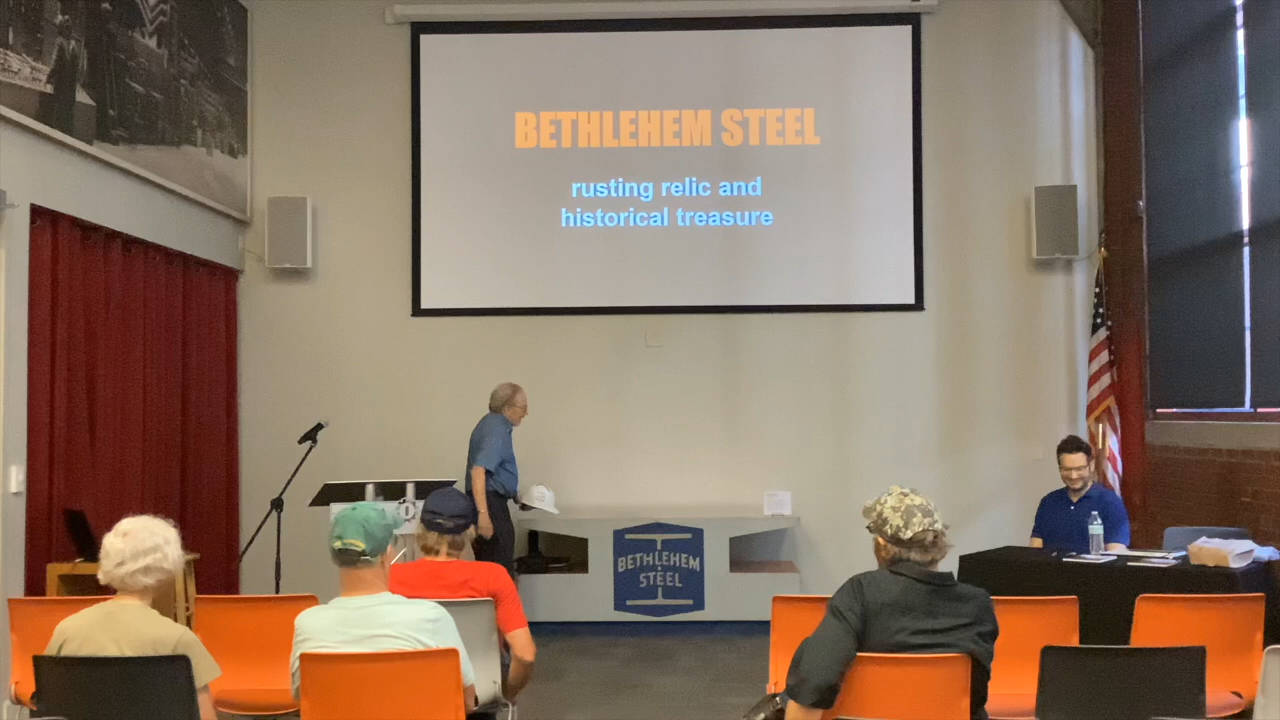 BETHLEHEM STEEL
rusting relic and
historical treasure
BETHLEHEM
STEEL